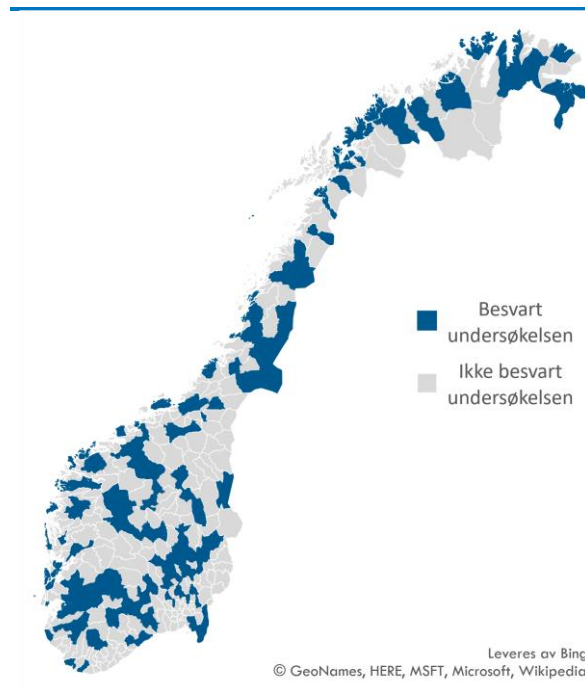 Besvart
undersøkelsen
Ikke besvart
undersøkelsen
Leveres av Bing
© GeoNames, HERE, MSFT, Microsoft, Wikipedia